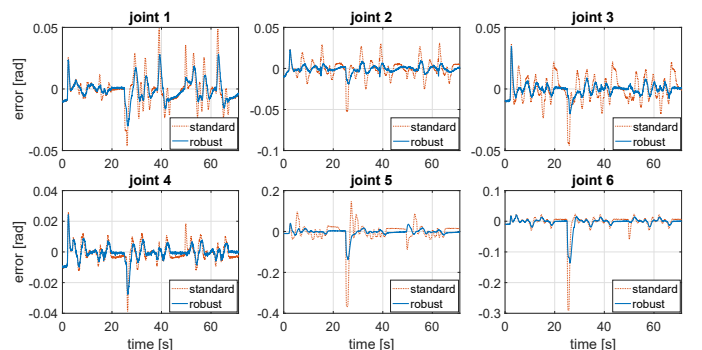 joint 1
joint 2
joint 3
0.05
0
-0.05
error [rad]
0 20 40 60
standard
robust
0.05
0
-0.05
-0.1
0 20 40 60
standard
robust
0.05
0
-0.05
0 20 40 60
standard
robust
joint 4
joint 5
joint 6
0.04
0.02
0
-0.02
-0.04
error [rad]
0 20 40 60
time [s]
standard
robust
0.2
0
-0.2
-0.4
0 20 40 60
time [s]
standard
robust
0.1
0
-0.1
-0.2
-0.3
0 20 40 60
time [s]
standard
robust